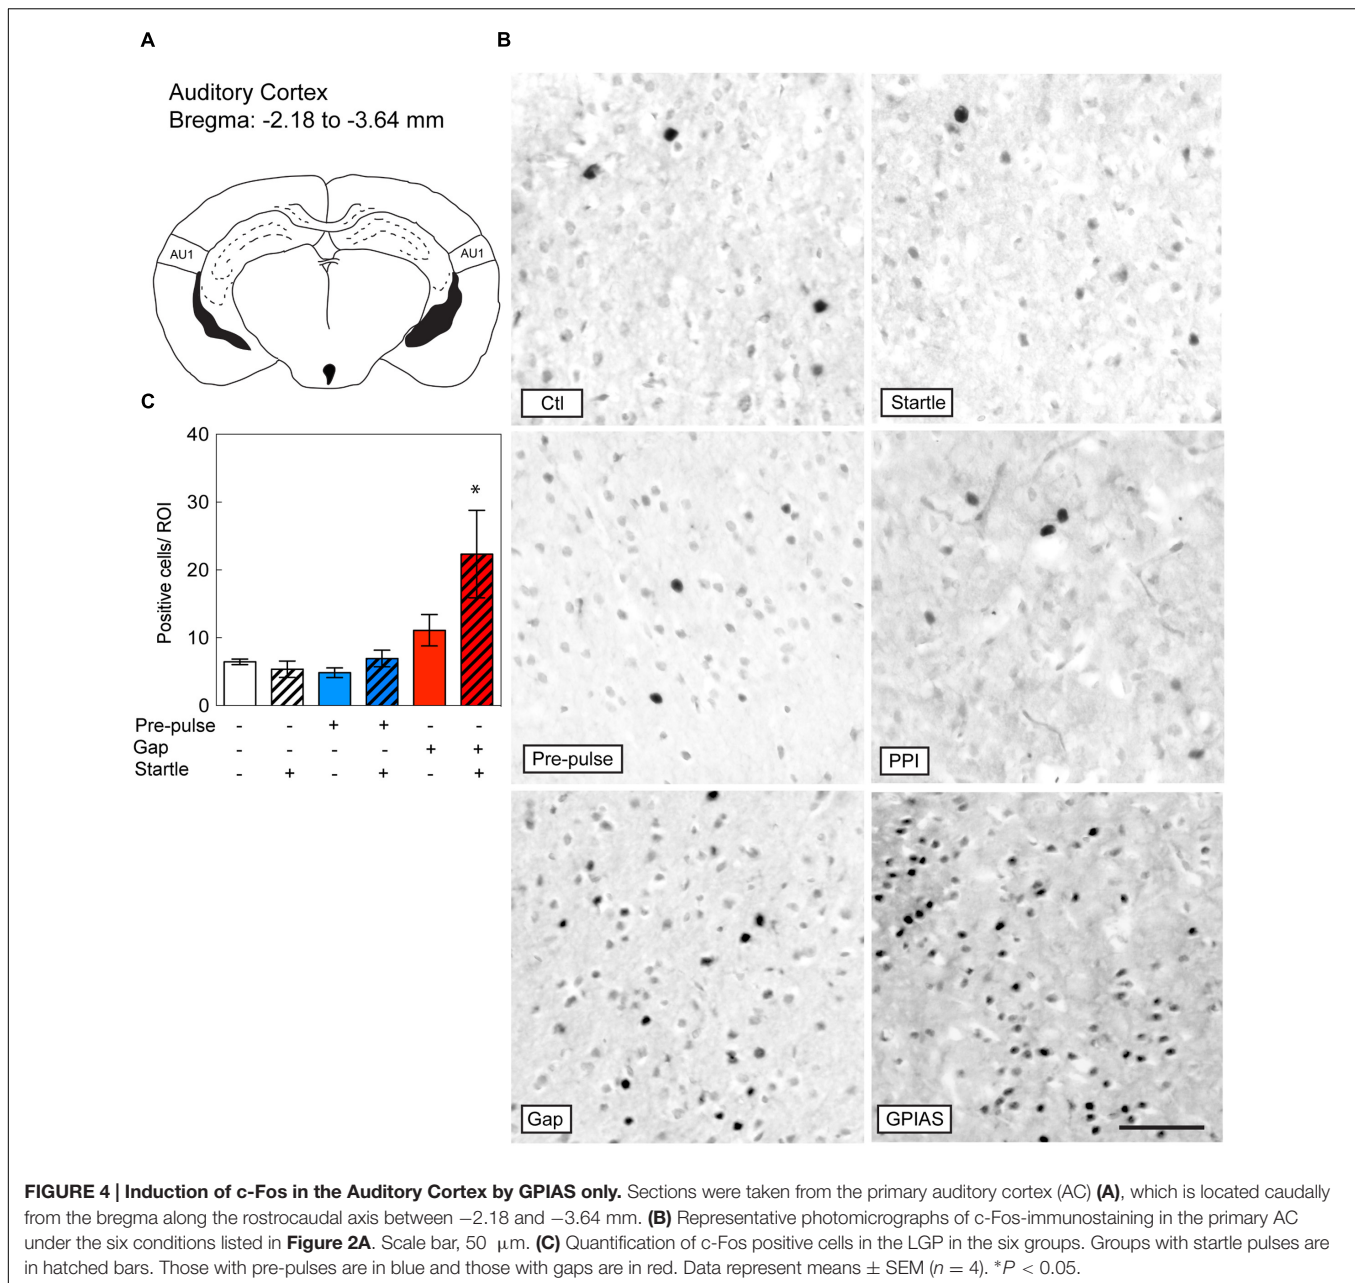 A
Auditory Cortex
Bregma: -2.18 to -3.64 mm
AU1
AU1
B
Ctl
Startle
Pre-pulse
PPI
Gap
GPIAS
C
Positive cells/ ROI
40
30
20
10
0
*
Pre-pulse - - + + - -
Gap - - - - + +
Startle - + - + - +
FIGURE 4 | Induction of c-Fos in the Auditory Cortex by GPIAS only. Sections were taken from the primary auditory cortex (AC) (A), which is located caudally
from the bregma along the rostrocaudal axis between −2.18 and −3.64 mm. (B) Representative photomicrographs of c-Fos-immunostaining in the primary AC
under the six conditions listed in Figure 2A. Scale bar, 50 μm. (C) Quantification of c-Fos positive cells in the LGP in the six groups. Groups with startle pulses are
in hatched bars. Those with pre-pulses are in blue and those with gaps are in red. Data represent means ± SEM (n = 4). *P < 0.05.